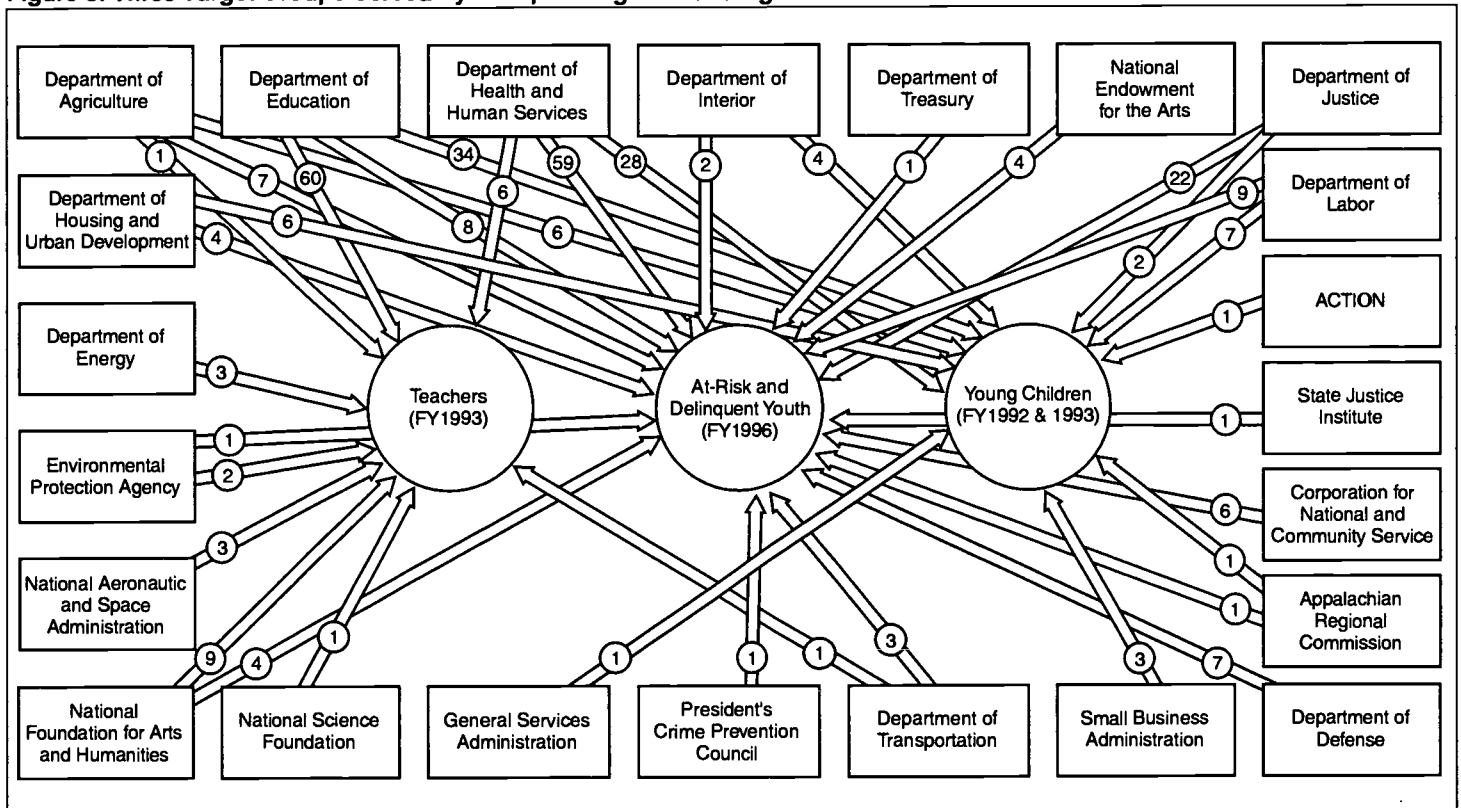 Department of
Agriculture
Department of
Education
Department of
Health and
Human Services
Department of
Interior
Department of
Treasury
National
Endowment
for the Arts
Department of
Justice
1
7
60
34
6
59
28
2
4
1
4
22
9
Department of
Housing and
Urban Development
4
6
8
6
2
7
Department of
Labor
ACTION
1
Department of
Energy
3
Teachers
(FY1993)
At-Risk and
Delinquent Youth
(FY1996)
Young Children
(FY1992 & 1993)
State Justice
Institute
1
Environmental
Protection Agency
1
2
Corporation for
National and
Community Service
6
National Aeronautic
and Space
Administration
3
1
1
Appalachian
Regional
Commission
9
4
1
1
1
1
3
3
7
National
Foundation for Arts
and Humanities
National Science
Foundation
General Services
Administration
President's
Crime Prevention
Council
Department of
Transportation
Small Business
Administration
Department of
Defense